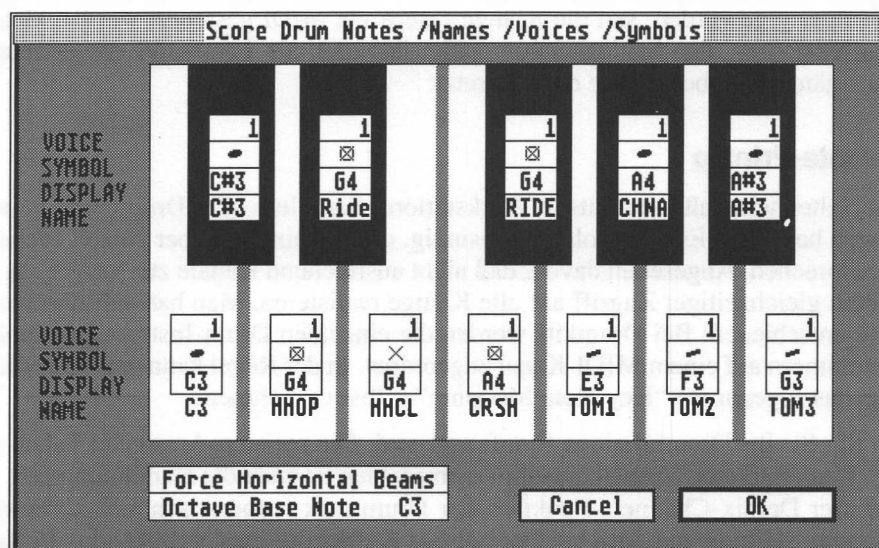 Score Drum Notes /Names /Voices /Symbols
VOICE 1 1 1 1 1
SYMBOL
DISPLAY C#3 G4 G4 A4 A#3
NAME C#3 Ride RIDE CHNA A#3
VOICE 1 1 1 1 1 1 1
SYMBOL
DISPLAY C3 G4 G4 A4 E3 F3 G3
NAME C3 HHOP HHCL CRSH TOM1 TOM2 TOM3
Force Horizontal Beams
Octave Base Note C3
Cancel OK